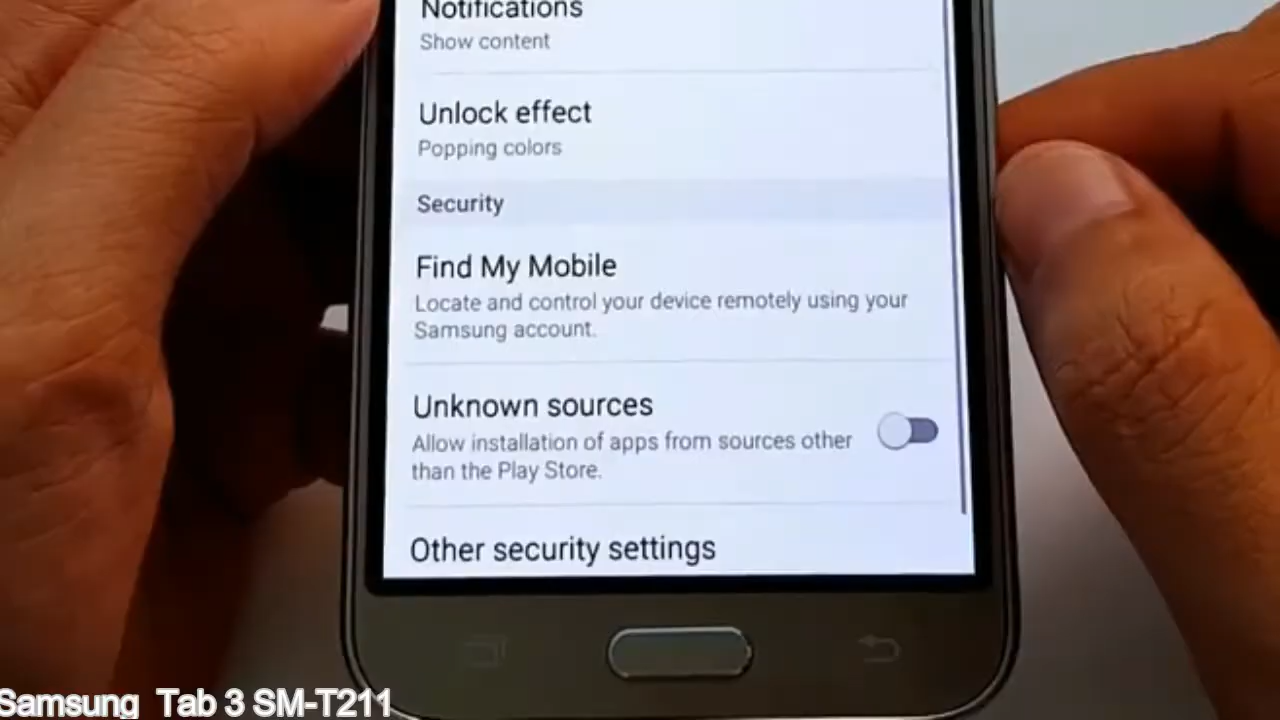 Notifications
Show content
Unlock effect
Popping colors
Security
Find My Mobile
Locate and control your device remotely using your
Samsung account.
Unknown sources
Allow installation of apps from sources other
than the Play Store.
Other security settings
Samsung Tab 3 SM-T211